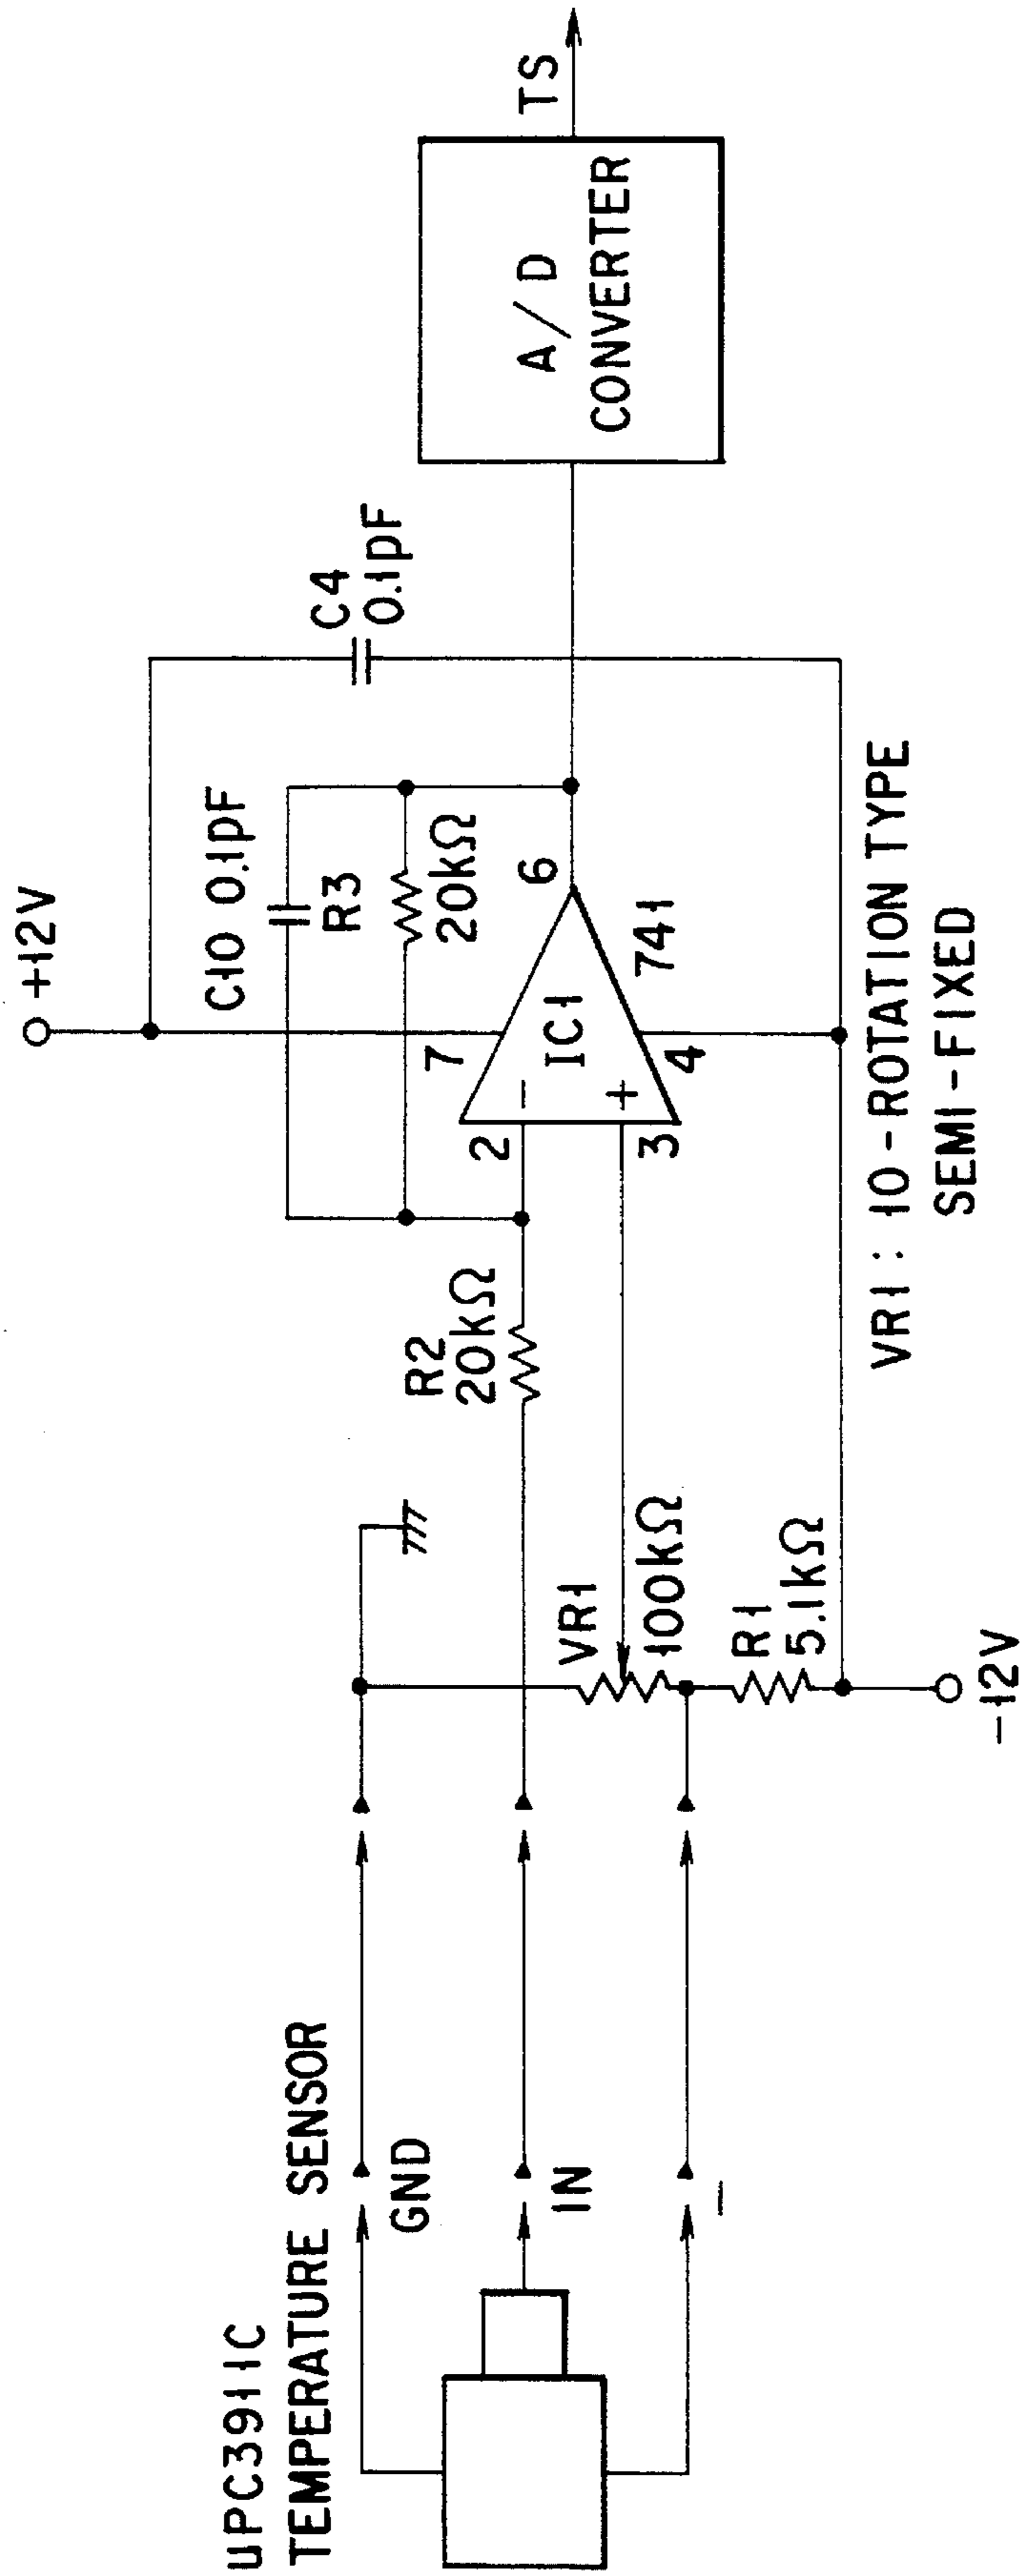 µPC3911C
TEMPERATURE SENSOR
GND
IN
–
+12V
C10 0.1pF
R3
20kΩ
C4
0.1pF
R2
20kΩ
7
2
–
IC1
6
+
3
4
741
A/D
CONVERTER
TS
VR1
100kΩ
R1
5.1kΩ
-12V
VR1 : 10-ROTATION TYPE
SEMI-FIXED